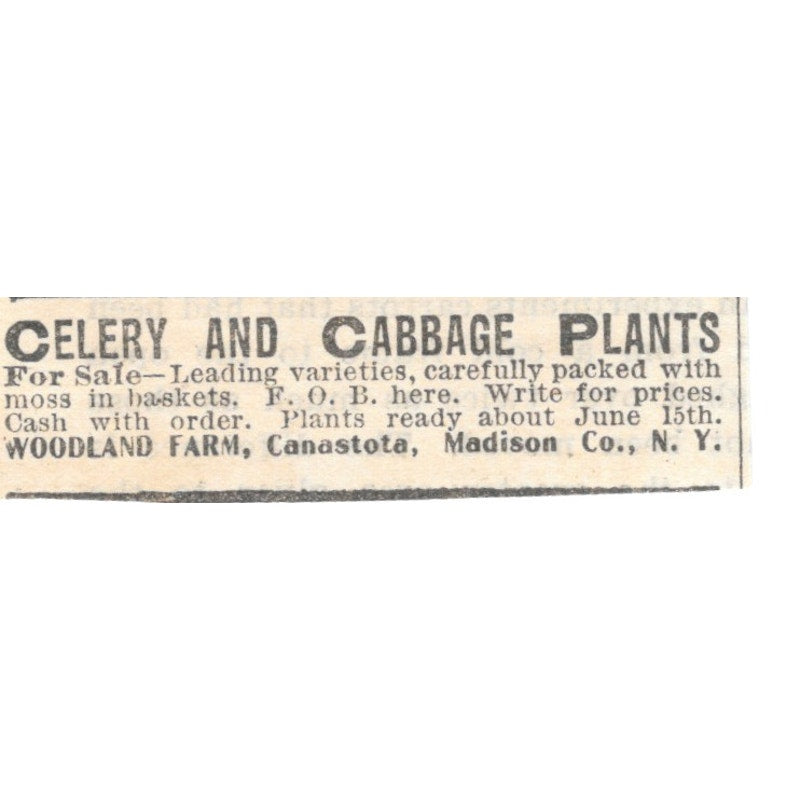 CELERY AND CABBAGE PLANTS
For Sale—Leading varieties, carefully packed with
moss in baskets. F. O. B. here. Write for prices.
Cash with order. Plants ready about June 15th.
WOODLAND FARM, Canastota, Madison Co., N. Y.